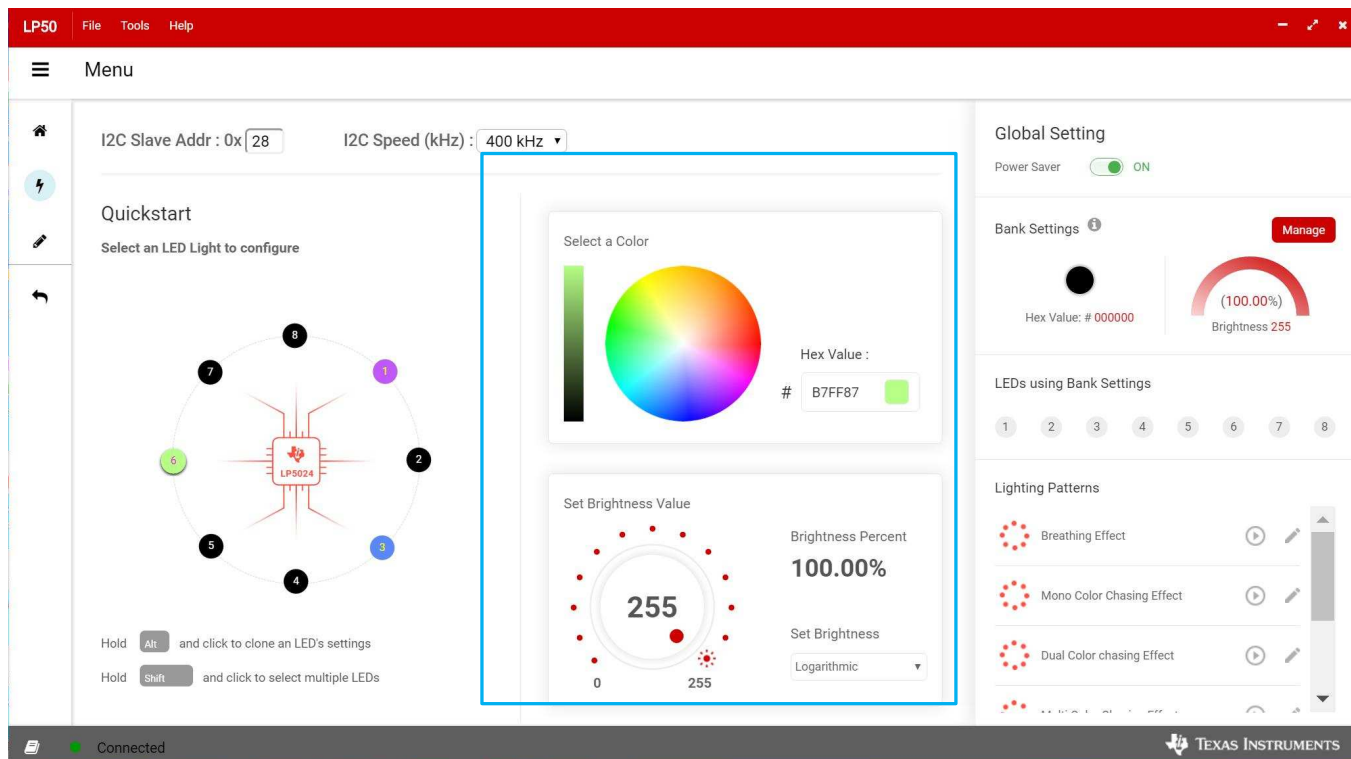 LP50 File Tools Help
Menu
I2C Slave Addr : 0x 28 I2C Speed (kHz) : 400 kHz
Quickstart
Select an LED Light to configure
8
7
1
6
2
LP5024
5
3
4
Hold Alt and click to clone an LED's settings
Hold Shift and click to select multiple LEDs
Select a Color
Hex Value :
# B7FF87
Set Brightness Value
255
0 255
Brightness Percent
100.00%
Set Brightness
Logarithmic
Global Setting
Power Saver ON
Bank Settings Manage
Hex Value: # 000000
(100.00%)
Brightness 255
LEDs using Bank Settings
1 2 3 4 5 6 7 8
Lighting Patterns
Breathing Effect
Mono Color Chasing Effect
Dual Color chasing Effect
Connected
TEXAS INSTRUMENTS